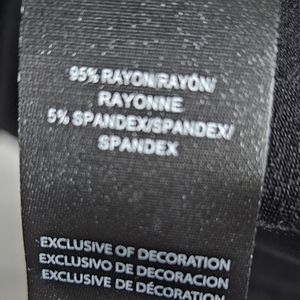 95% RAYON/RAYÓN/
RAYONNE
5% SPANDEX/SPANDEX/
SPANDEX
EXCLUSIVE OF DECORATION
EXCLUSIVO DE DECORACION
EXCLUSIVE DE DÉCORATION